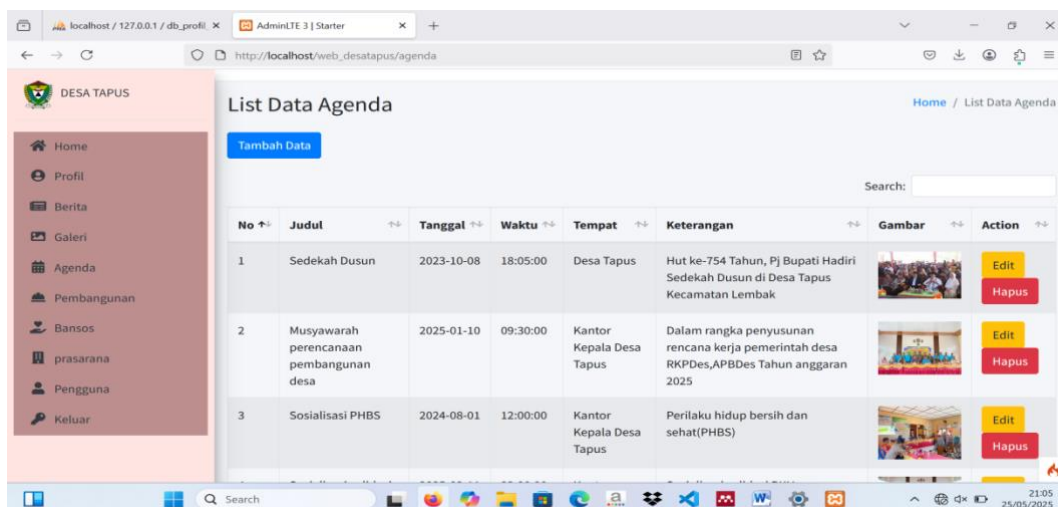 localhost / 127.0.0.1 / db_profil_
AdminLTE 3 | Starter
http://localhost/web_desatapus/agenda
DESA TAPUS
Home
Profil
Berita
Galeri
Agenda
Pembangunan
Bansos
prasarana
Pengguna
Keluar
List Data Agenda
Home / List Data Agenda
Tambah Data
Search:
No Judul Tanggal Waktu Tempat Keterangan Gambar Action
1 Sedekah Dusun 2023-10-08 18:05:00 Desa Tapus Hut ke-754 Tahun, Pj Bupati Hadiri
Sedekah Dusun di Desa Tapus
Kecamatan Lembak
Edit
Hapus
2 Musyawarah
perencanaan
pembangunan
desa
2025-01-10 09:30:00
Kantor
Kepala Desa
Tapus
Dalam rangka penyusunan
rencana kerja pemerintah desa
RKPDes,APBDes Tahun anggaran
2025
Edit
Hapus
3 Sosialisasi PHBS 2024-08-01 12:00:00
Kantor
Kepala Desa
Tapus
Perilaku hidup bersih dan
sehat(PHBS)
Edit
Hapus
Search
21:05
25/05/2025